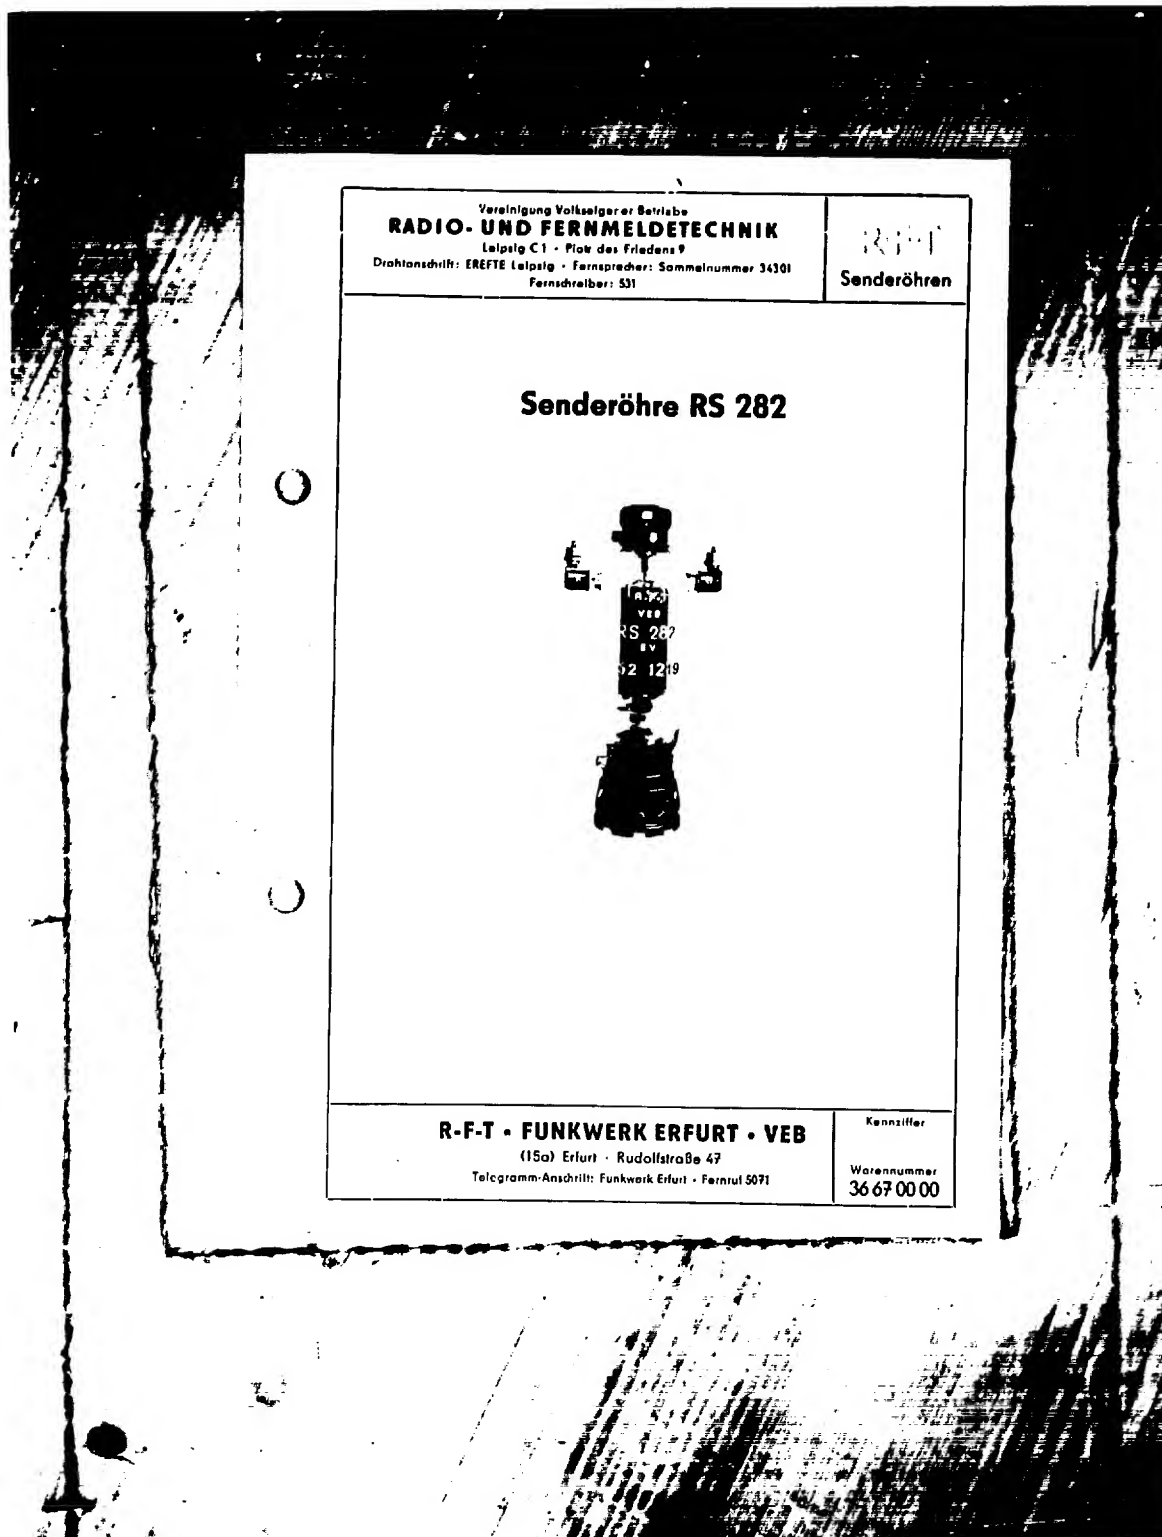 Vereinigung Volkseigener Betriebe
RADIO- UND FERNMELDETECHNIK
Leipzig C1 · Platz des Friedens 9
Drahtanschrift: EREFTE Leipzig · Fernsprecher: Sammelnummer 34301
Fernschreiber: 531
R-F-T
Senderöhren
Senderöhre RS 282
VEB
RS 282
52 1219
R-F-T • FUNKWERK ERFURT • VEB
(15a) Erfurt · Rudolfstraße 47
Telegramm-Anschrift: Funkwerk Erfurt · Fernruf 5071
Kennziffer
Warennummer
36 67 00 00